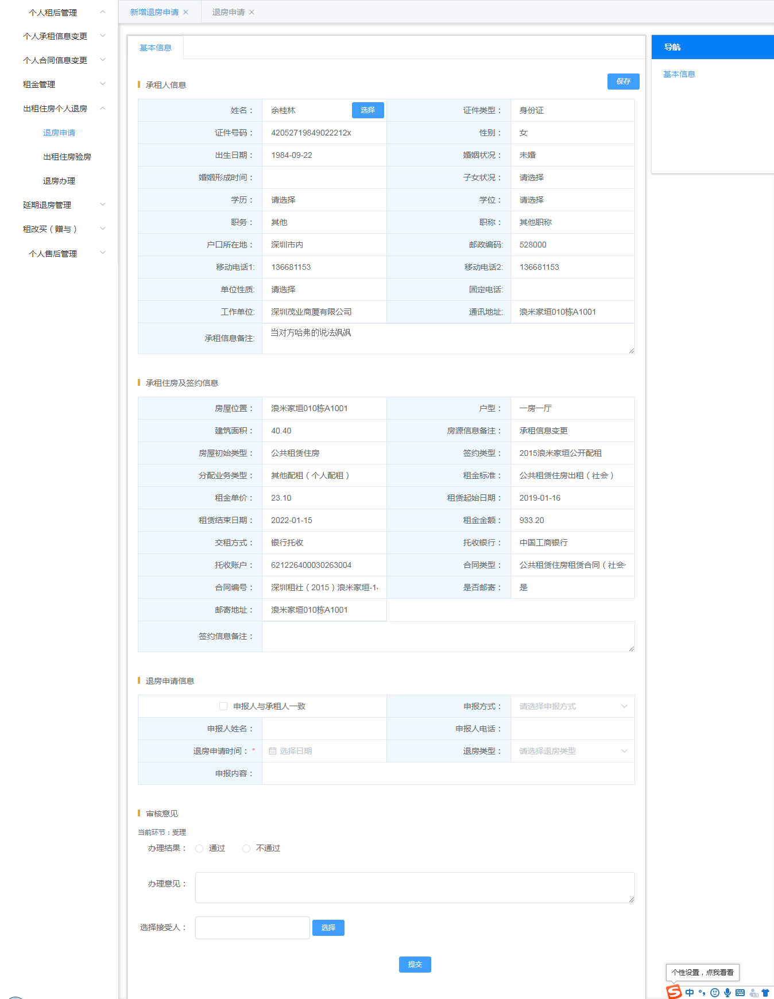 个人租后管理
个人承租信息变更
个人合同信息变更
租金管理
出租住房个人退房
退房申请
出租住房验房
退房办理
延期退房管理
租改买（赠与）
个人售后管理
新增退房申请 退房申请
基本信息
导航
基本信息
承租人信息 保存
姓名： 余桂林 选择 证件类型： 身份证
证件号码： 42052719849022212x 性别： 女
出生日期： 1984-09-22 婚姻状况： 未婚
婚姻形成时间： 子女状况： 请选择
学历： 请选择 学位： 请选择
职务： 其他 职称： 其他职称
户口所在地： 深圳市内 邮政编码: 528000
移动电话1: 136681153 移动电话2: 136681153
单位性质: 请选择 固定电话:
工作单位: 深圳茂业商厦有限公司 通讯地址: 浪米家垣010栋A1001
承租信息备注: 当对方哈弗的说法飒飒
承租住房及签约信息
房屋位置： 浪米家垣010栋A1001 户型： 一房一厅
建筑面积： 40.40 房源信息备注： 承租信息变更
房屋初始类型： 公共租赁住房 签约类型： 2015浪米家垣公开配租
分配业务类型： 其他配租（个人配租） 租金标准： 公共租赁住房出租（社会）
租金单价： 23.10 租赁起始日期： 2019-01-16
租赁结束日期： 2022-01-15 租金金额： 933.20
交租方式： 银行托收 托收银行： 中国工商银行
托收账户： 621226400030263004 合同类型： 公共租赁住房租赁合同（社会
合同编号： 深圳租社（2015）浪米家垣-1 是否邮寄： 是
邮寄地址： 浪米家垣010栋A1001
签约信息备注：
退房申请信息
申报人与承租人一致 申报方式： 请选择申报方式
申报人姓名： 申报人电话：
退房申请时间：* 选择日期 退房类型： 请选择退房类型
申报内容：
审核意见
当前环节：受理
办理结果： 通过 不通过
办理意见：
选择接受人： 选择
提交
个性设置，点我看看
中